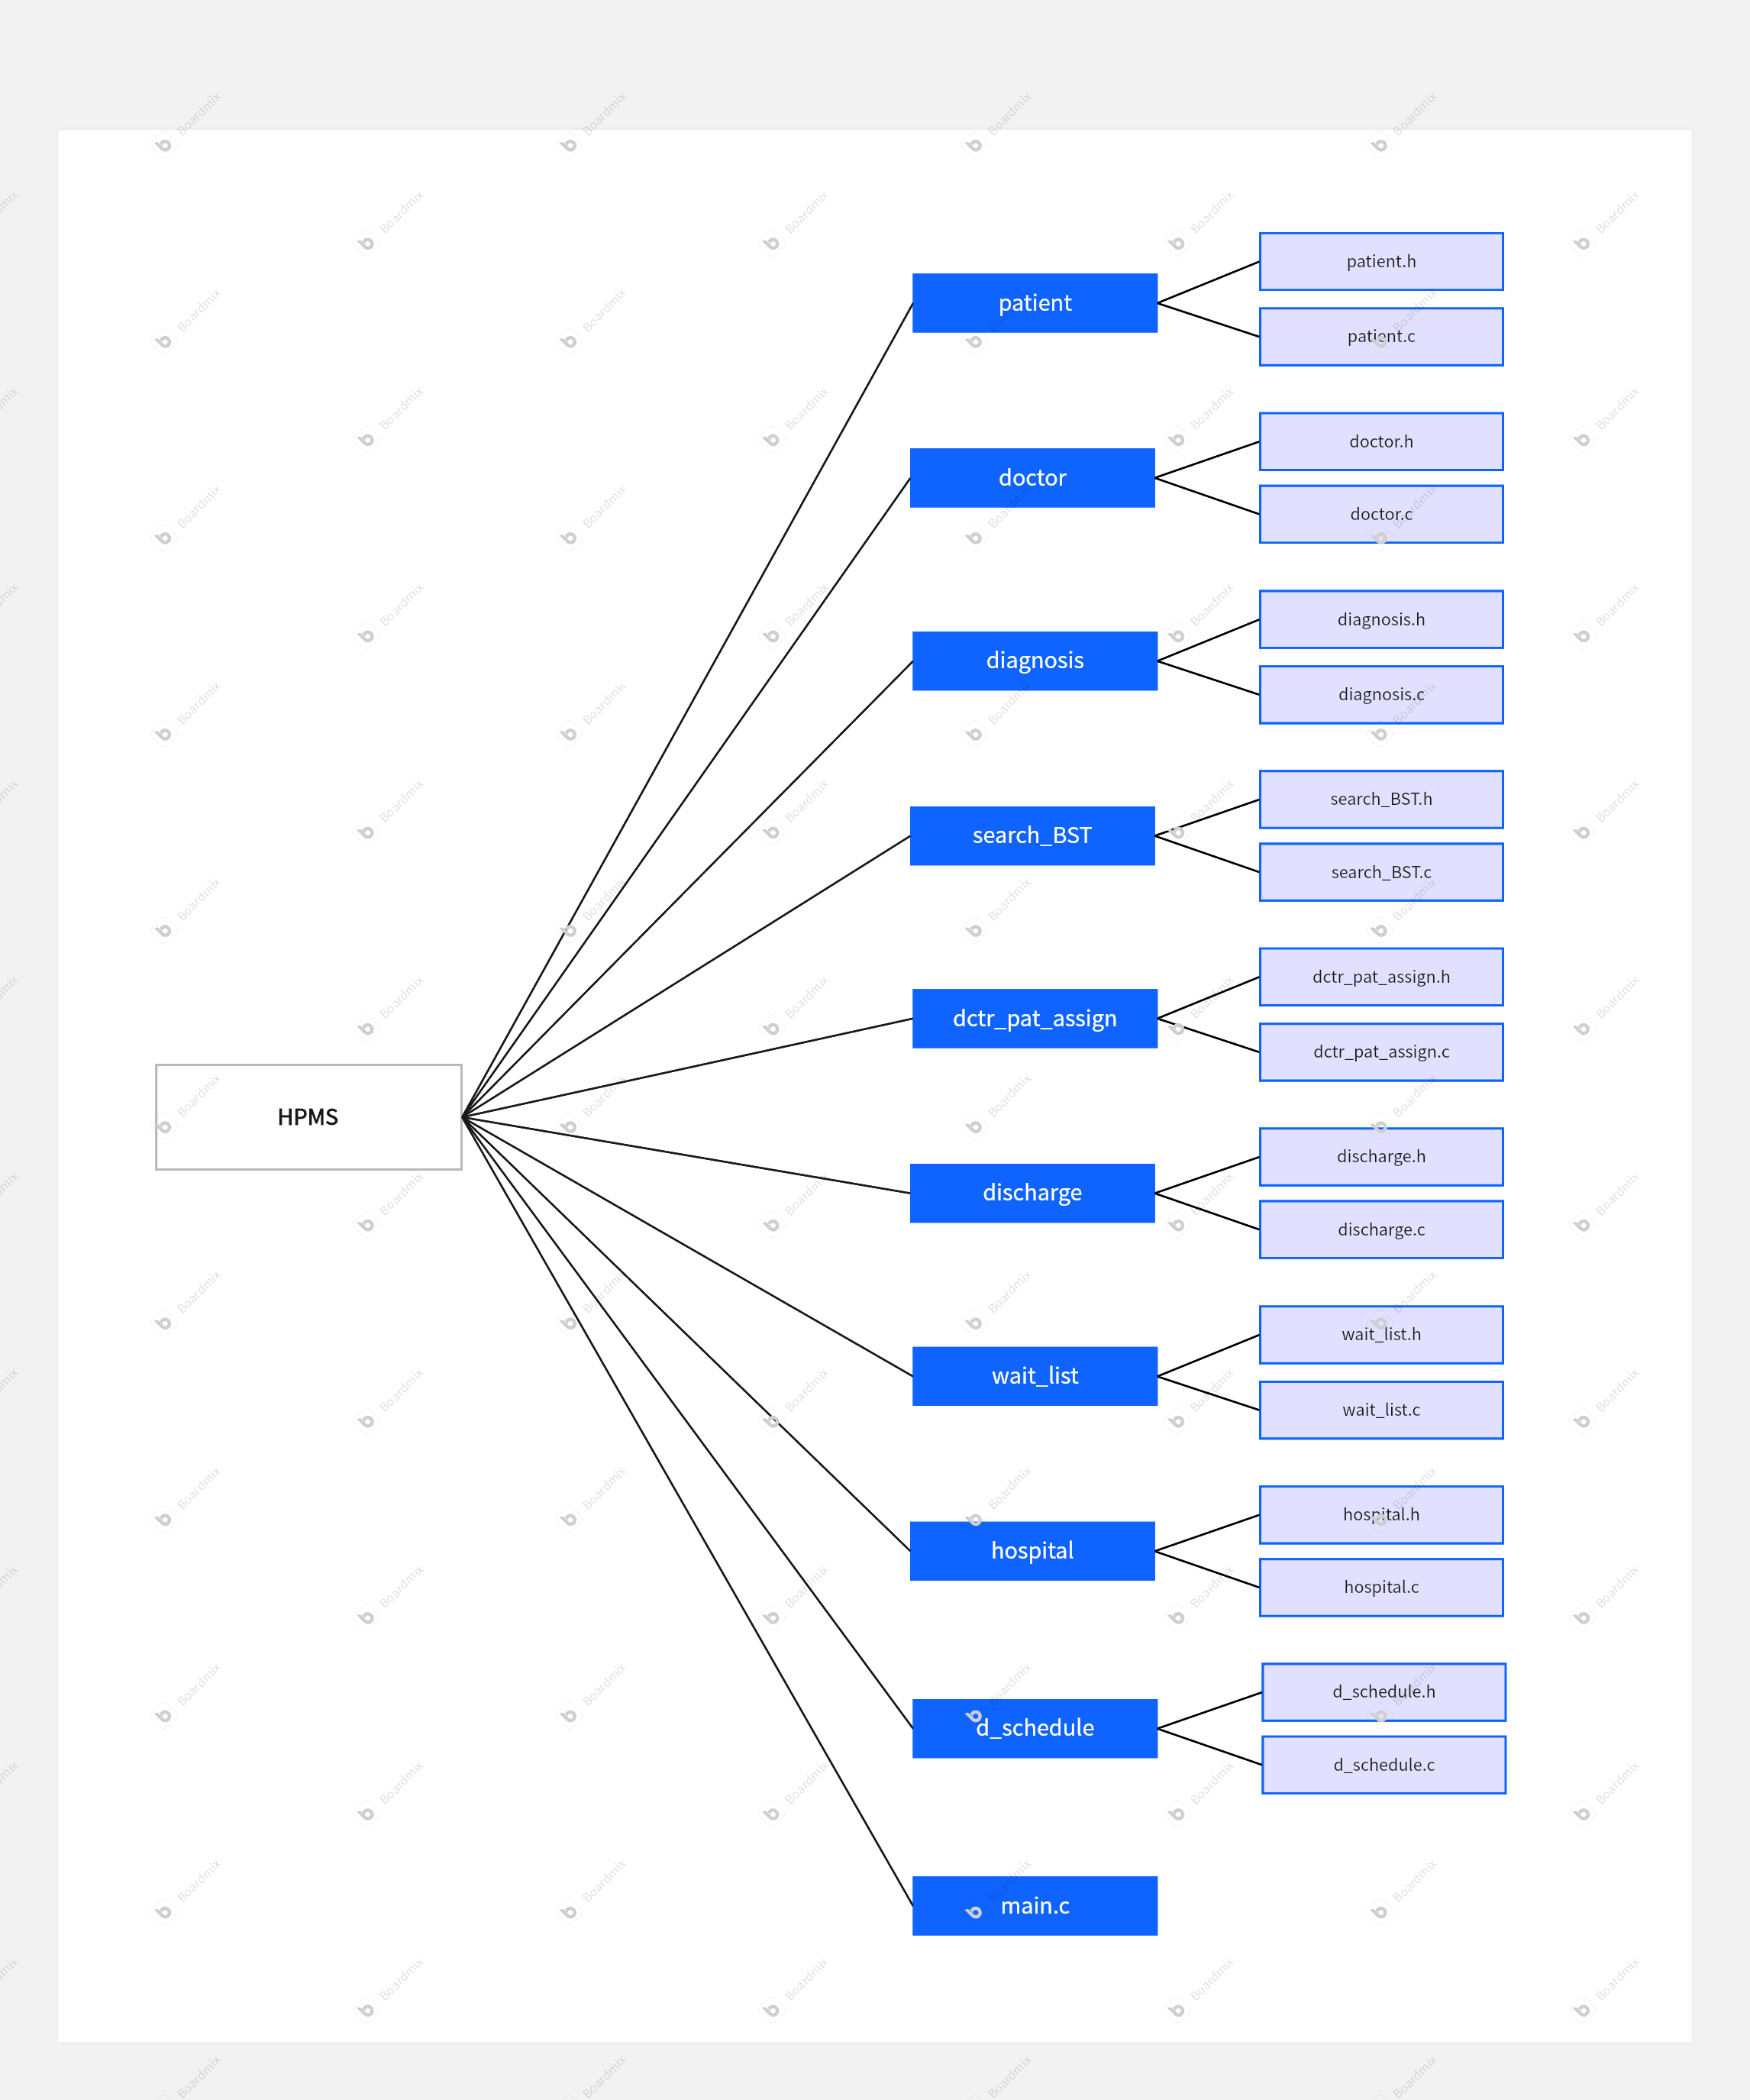 HPMS
patient
patient.h
patient.c
doctor
doctor.h
doctor.c
diagnosis
diagnosis.h
diagnosis.c
search_BST
search_BST.h
search_BST.c
dctr_pat_assign
dctr_pat_assign.h
dctr_pat_assign.c
discharge
discharge.h
discharge.c
wait_list
wait_list.h
wait_list.c
hospital
hospital.h
hospital.c
d_schedule
d_schedule.h
d_schedule.c
main.c
Boardmix